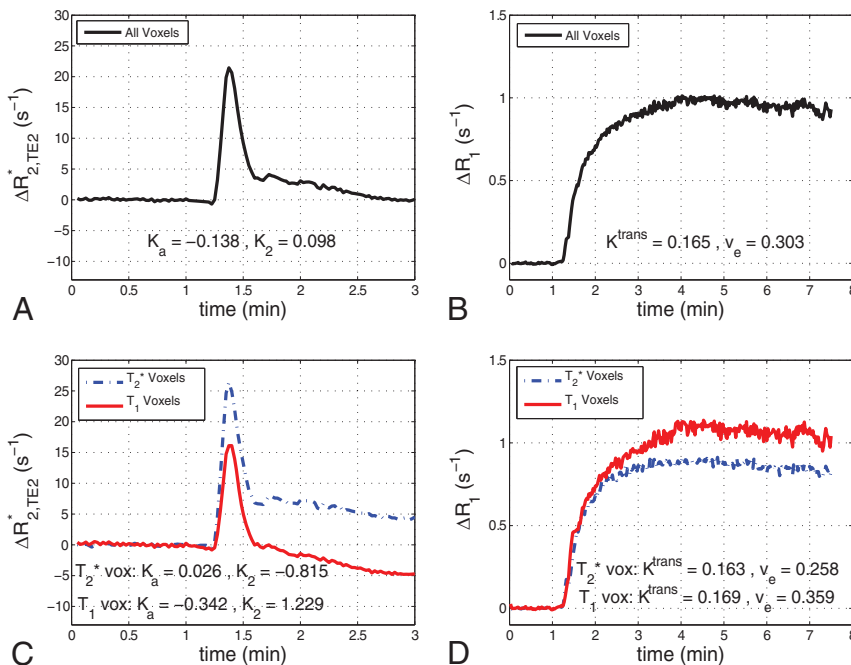 All Voxels
30
25
20
15
10
5
0
−5
−10
ΔR*2,TE2 (s−1)
Ka = −0.138 , K2 = 0.098
0
0.5
1
1.5
2
2.5
3
time (min)
A
All Voxels
1.5
1
0.5
0
ΔR1 (s−1)
Ktrans = 0.165 , ve = 0.303
0
1
2
3
4
5
6
7
8
time (min)
B
T2* Voxels
T1 Voxels
30
25
20
15
10
5
0
−5
−10
ΔR*2,TE2 (s−1)
T2* vox: Ka = 0.026 , K2 = −0.815
T1 vox: Ka = −0.342 , K2 = 1.229
0
0.5
1
1.5
2
2.5
3
time (min)
C
T2* Voxels
T1 Voxels
1.5
1
0.5
0
ΔR1 (s−1)
T2* vox: Ktrans = 0.163 , ve = 0.258
T1 vox: Ktrans = 0.169 , ve = 0.359
0
1
2
3
4
5
6
7
8
time (min)
D